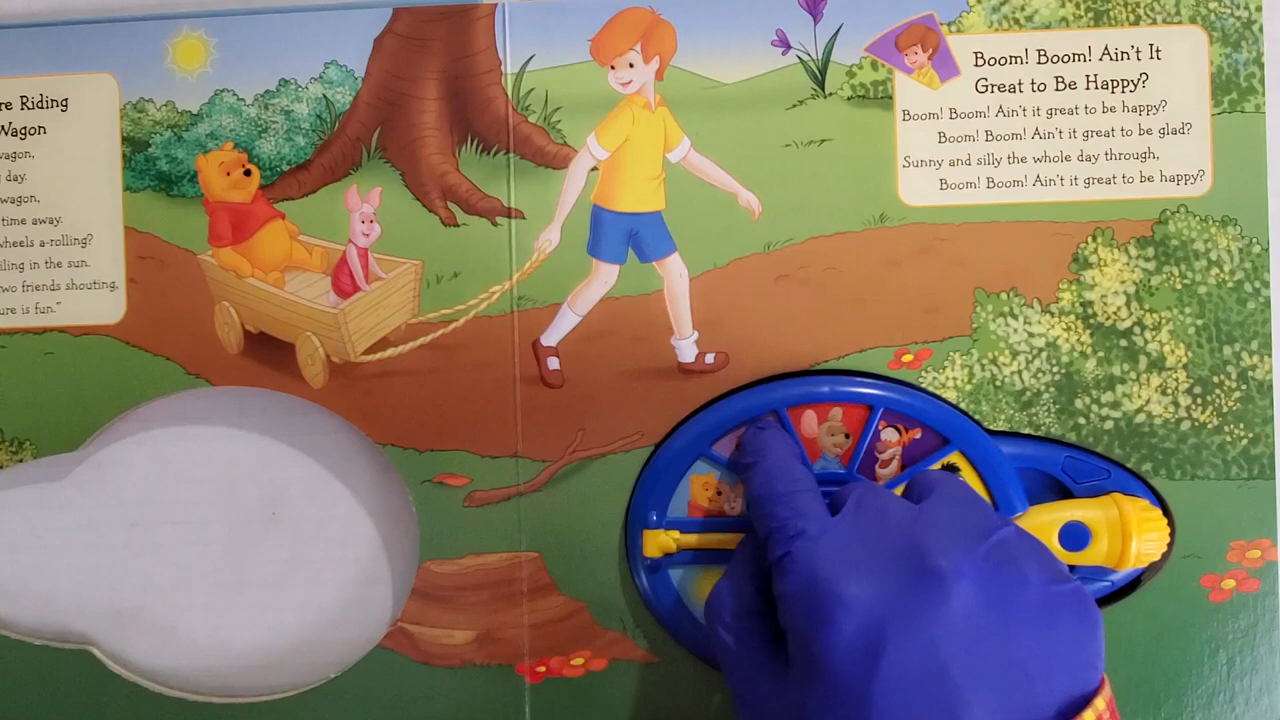 re Riding
Wagon
wagon,
day.
wagon,
time away.
wheels a-rolling?
iling in the sun.
two friends shouting,
ure is fun."
Boom! Boom! Ain't It
Great to Be Happy?
Boom! Boom! Ain't it great to be happy?
Boom! Boom! Ain't it great to be glad?
Sunny and silly the whole day through,
Boom! Boom! Ain't it great to be happy?